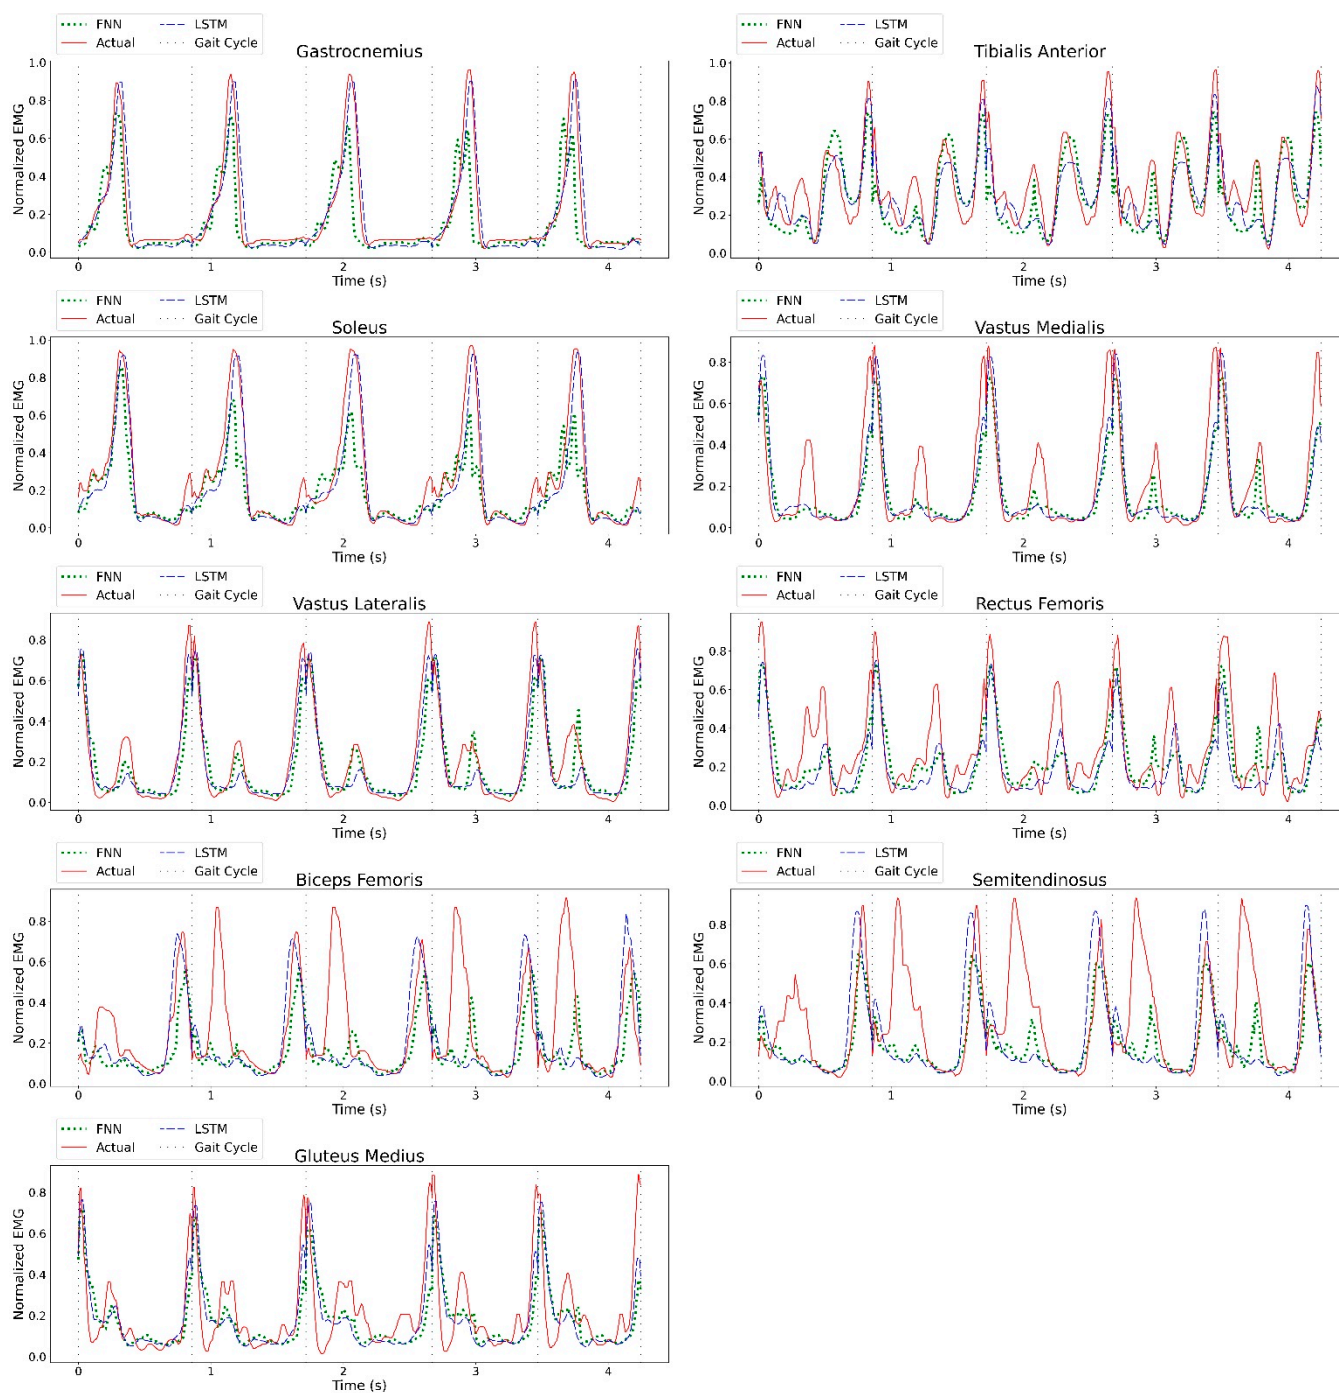 FNN LSTM
Actual Gait Cycle
Gastrocnemius
Normalized EMG
1.0
0.8
0.6
0.4
0.2
0.0
0 1 2 3 4
Time (s)
FNN LSTM
Actual Gait Cycle
Tibialis Anterior
Normalized EMG
1.0
0.8
0.6
0.4
0.2
0.0
0 1 2 3 4
Time (s)
FNN LSTM
Actual Gait Cycle
Soleus
Normalized EMG
1.0
0.8
0.6
0.4
0.2
0.0
0 1 2 3 4
Time (s)
FNN LSTM
Actual Gait Cycle
Vastus Medialis
Normalized EMG
0.8
0.6
0.4
0.2
0.0
0 1 2 3 4
Time (s)
FNN LSTM
Actual Gait Cycle
Vastus Lateralis
Normalized EMG
0.8
0.6
0.4
0.2
0.0
0 1 2 3 4
Time (s)
FNN LSTM
Actual Gait Cycle
Rectus Femoris
Normalized EMG
0.8
0.6
0.4
0.2
0.0
0 1 2 3 4
Time (s)
FNN LSTM
Actual Gait Cycle
Biceps Femoris
Normalized EMG
0.8
0.6
0.4
0.2
0.0
0 1 2 3 4
Time (s)
FNN LSTM
Actual Gait Cycle
Semitendinosus
Normalized EMG
0.8
0.6
0.4
0.2
0.0
0 1 2 3 4
Time (s)
FNN LSTM
Actual Gait Cycle
Gluteus Medius
Normalized EMG
0.8
0.6
0.4
0.2
0.0
0 1 2 3 4
Time (s)